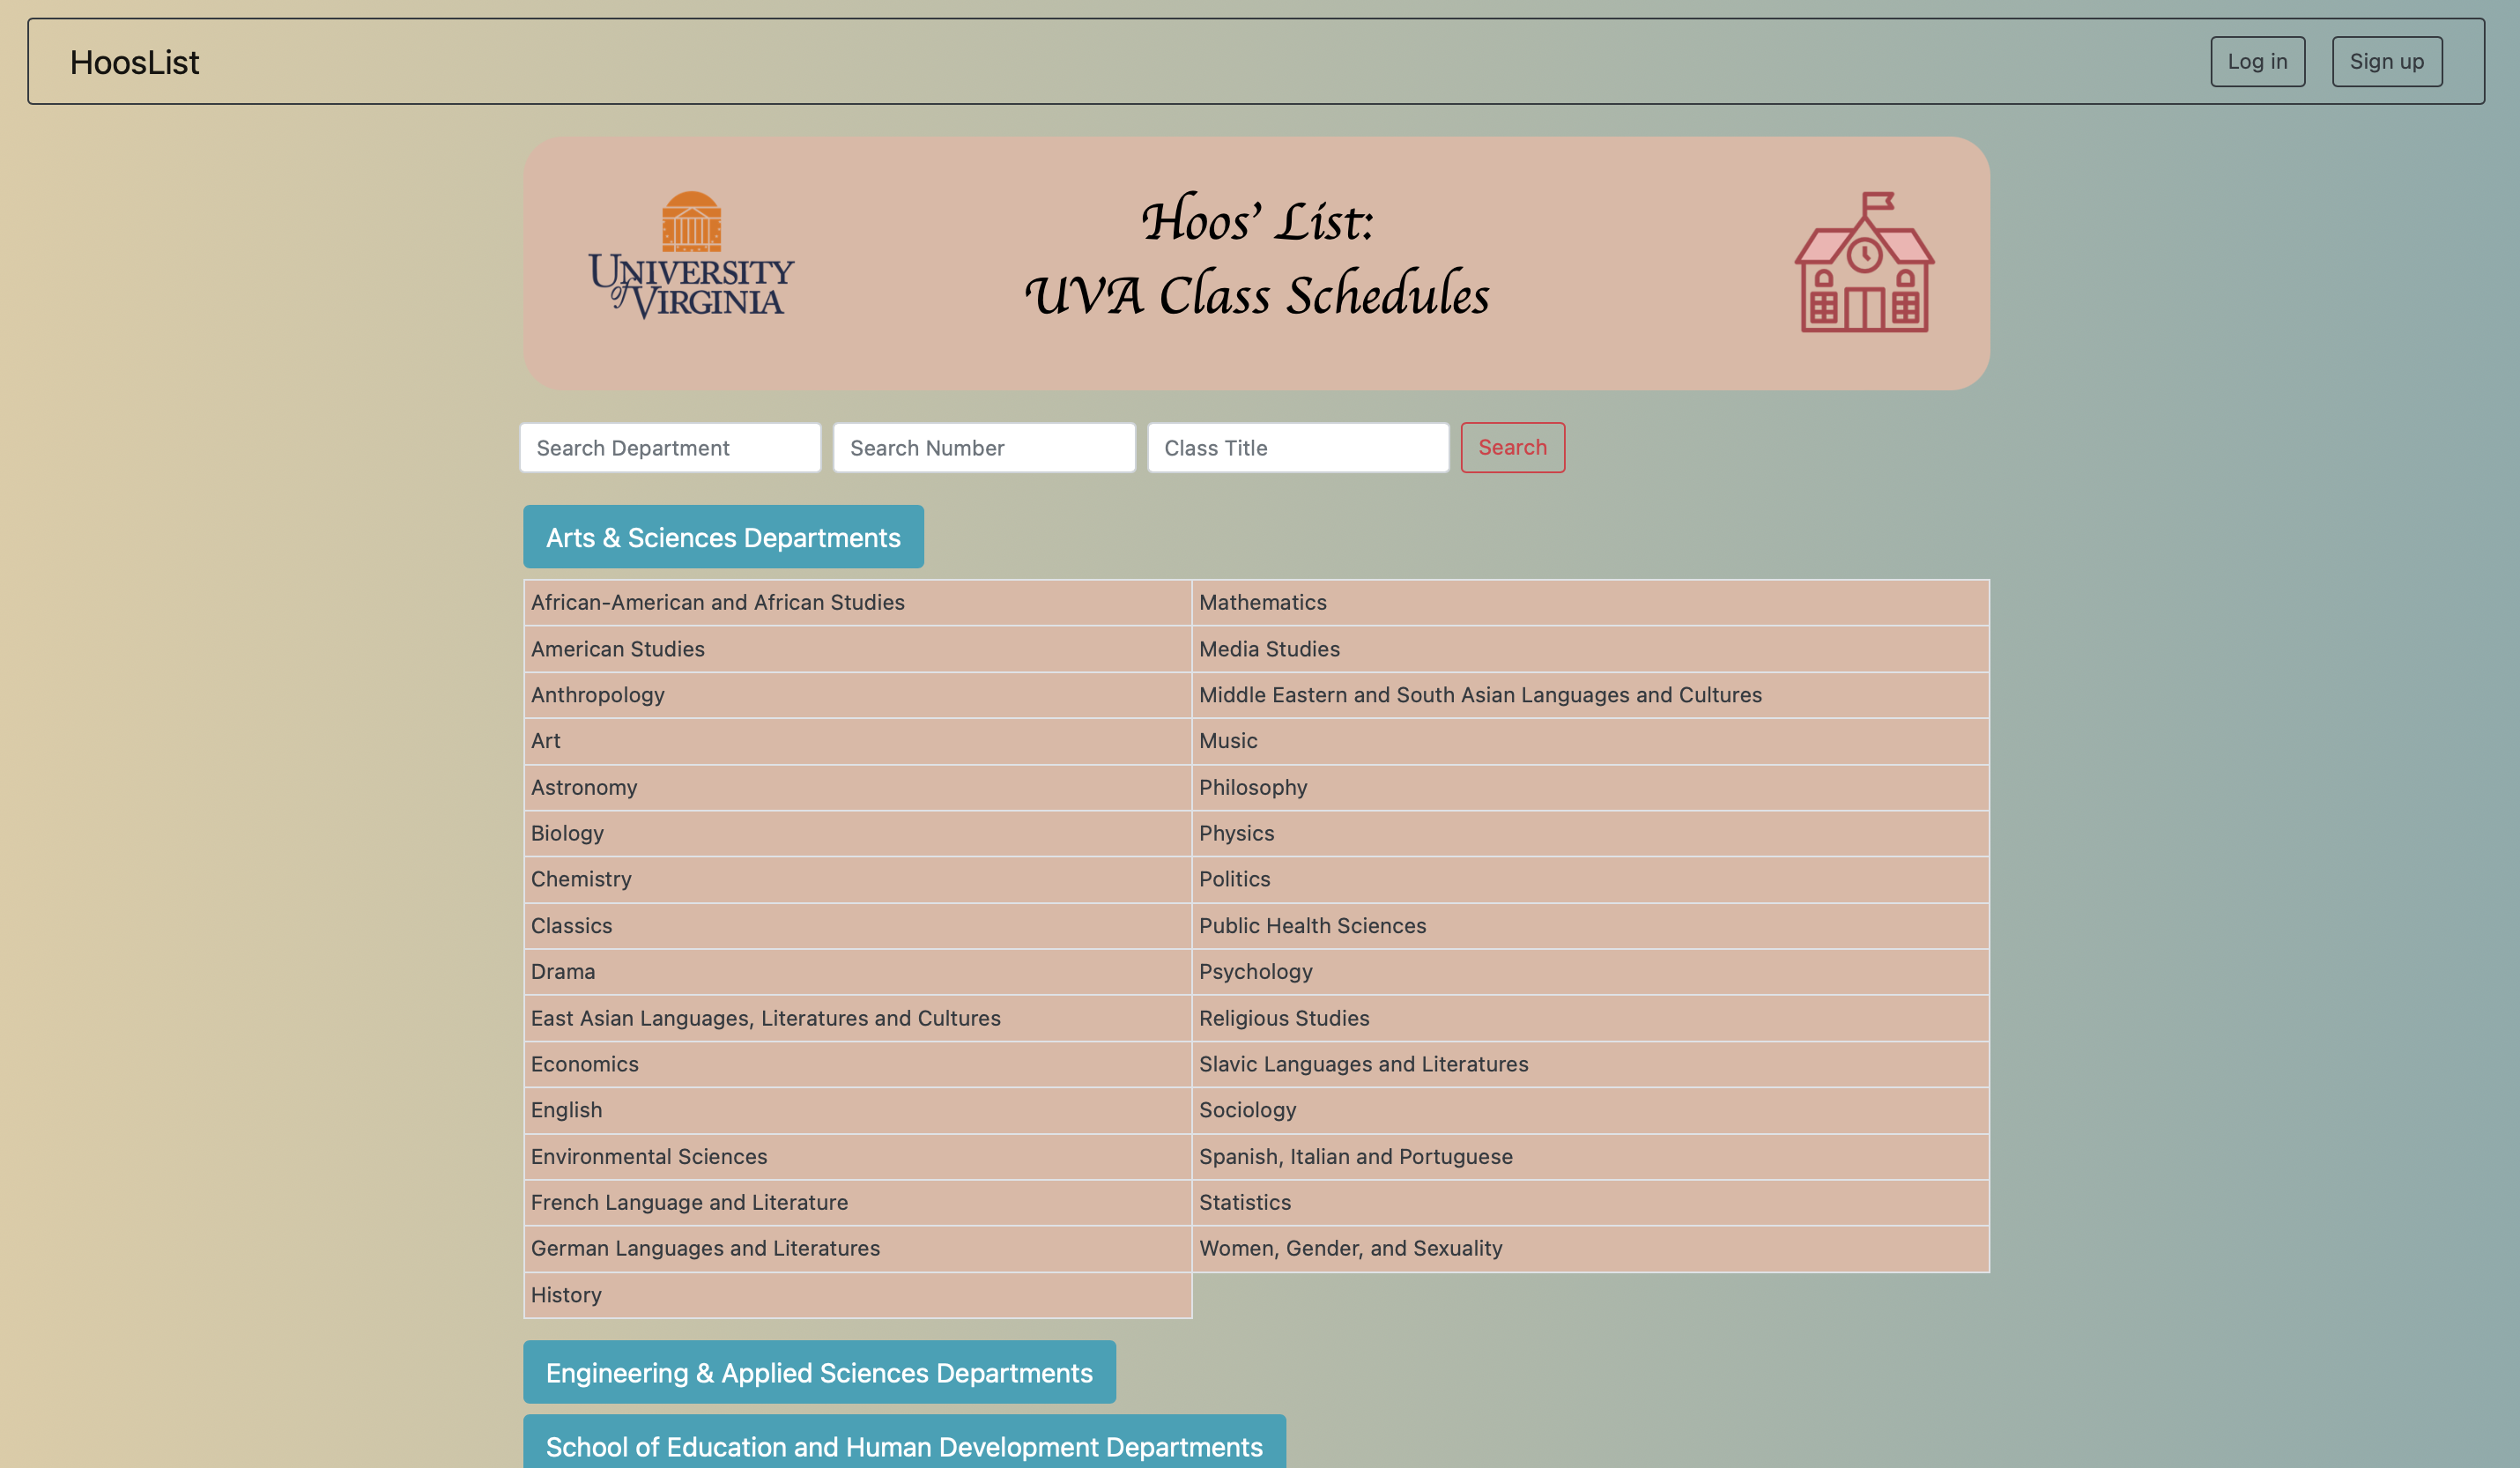 HoosList
Log in
Sign up
UNIVERSITY
of VIRGINIA
Hoos' List:
UVA Class Schedules
Search Department
Search Number
Class Title
Search
Arts & Sciences Departments
African-American and African Studies
Mathematics
American Studies
Media Studies
Anthropology
Middle Eastern and South Asian Languages and Cultures
Art
Music
Astronomy
Philosophy
Biology
Physics
Chemistry
Politics
Classics
Public Health Sciences
Drama
Psychology
East Asian Languages, Literatures and Cultures
Religious Studies
Economics
Slavic Languages and Literatures
English
Sociology
Environmental Sciences
Spanish, Italian and Portuguese
French Language and Literature
Statistics
German Languages and Literatures
Women, Gender, and Sexuality
History
Engineering & Applied Sciences Departments
School of Education and Human Development Departments